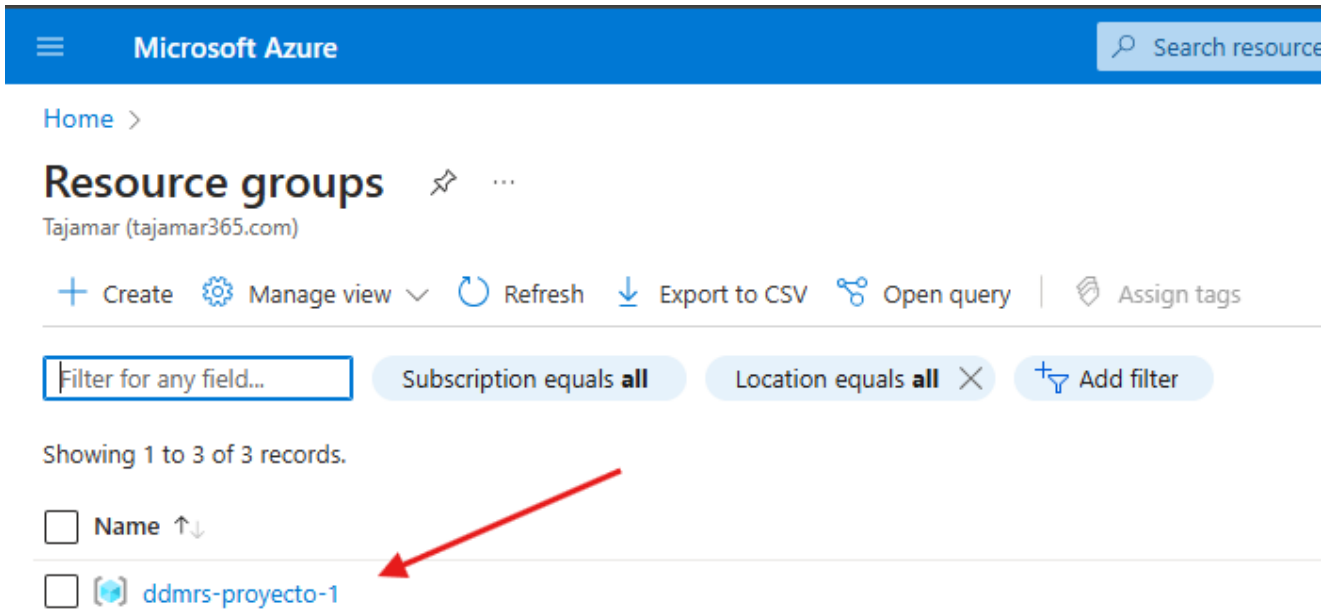 Microsoft Azure Search resource
Home >
Resource groups ...
Tajamar (tajamar365.com)
+ Create Manage view Refresh Export to CSV Open query Assign tags
Filter for any field... Subscription equals all Location equals all Add filter
Showing 1 to 3 of 3 records.
Name ↑↓
ddmrs-proyecto-1